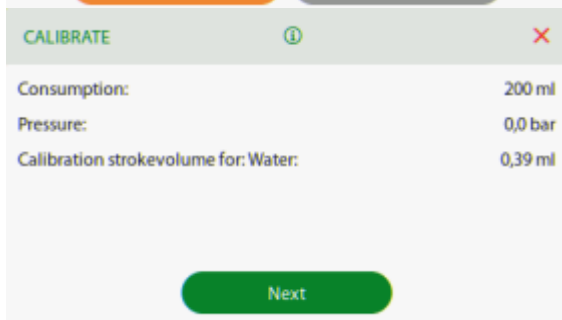 CALIBRATE
Consumption: 200 ml
Pressure: 0,0 bar
Calibration strokevolume for: Water: 0,39 ml
Next